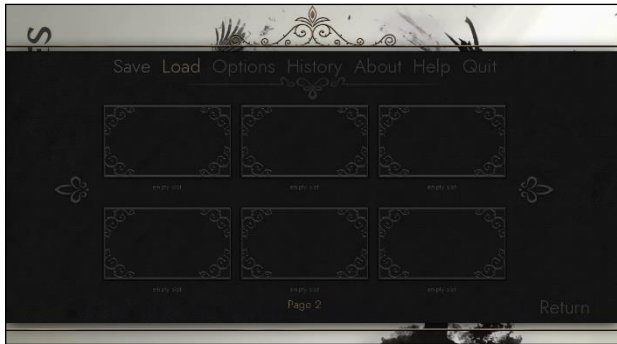 Save Load Options History About Help Quit
empty slot empty slot empty slot
empty slot empty slot empty slot
Page 2
Return